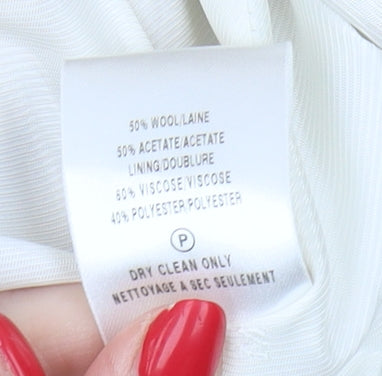 50% WOOL/LAINE
50% ACETATE/ACETATE
LINING/DOUBLURE
60% VISCOSE/VISCOSE
40% POLYESTER/POLYESTER
P
DRY CLEAN ONLY
NETTOYAGE A SEC SEULEMENT